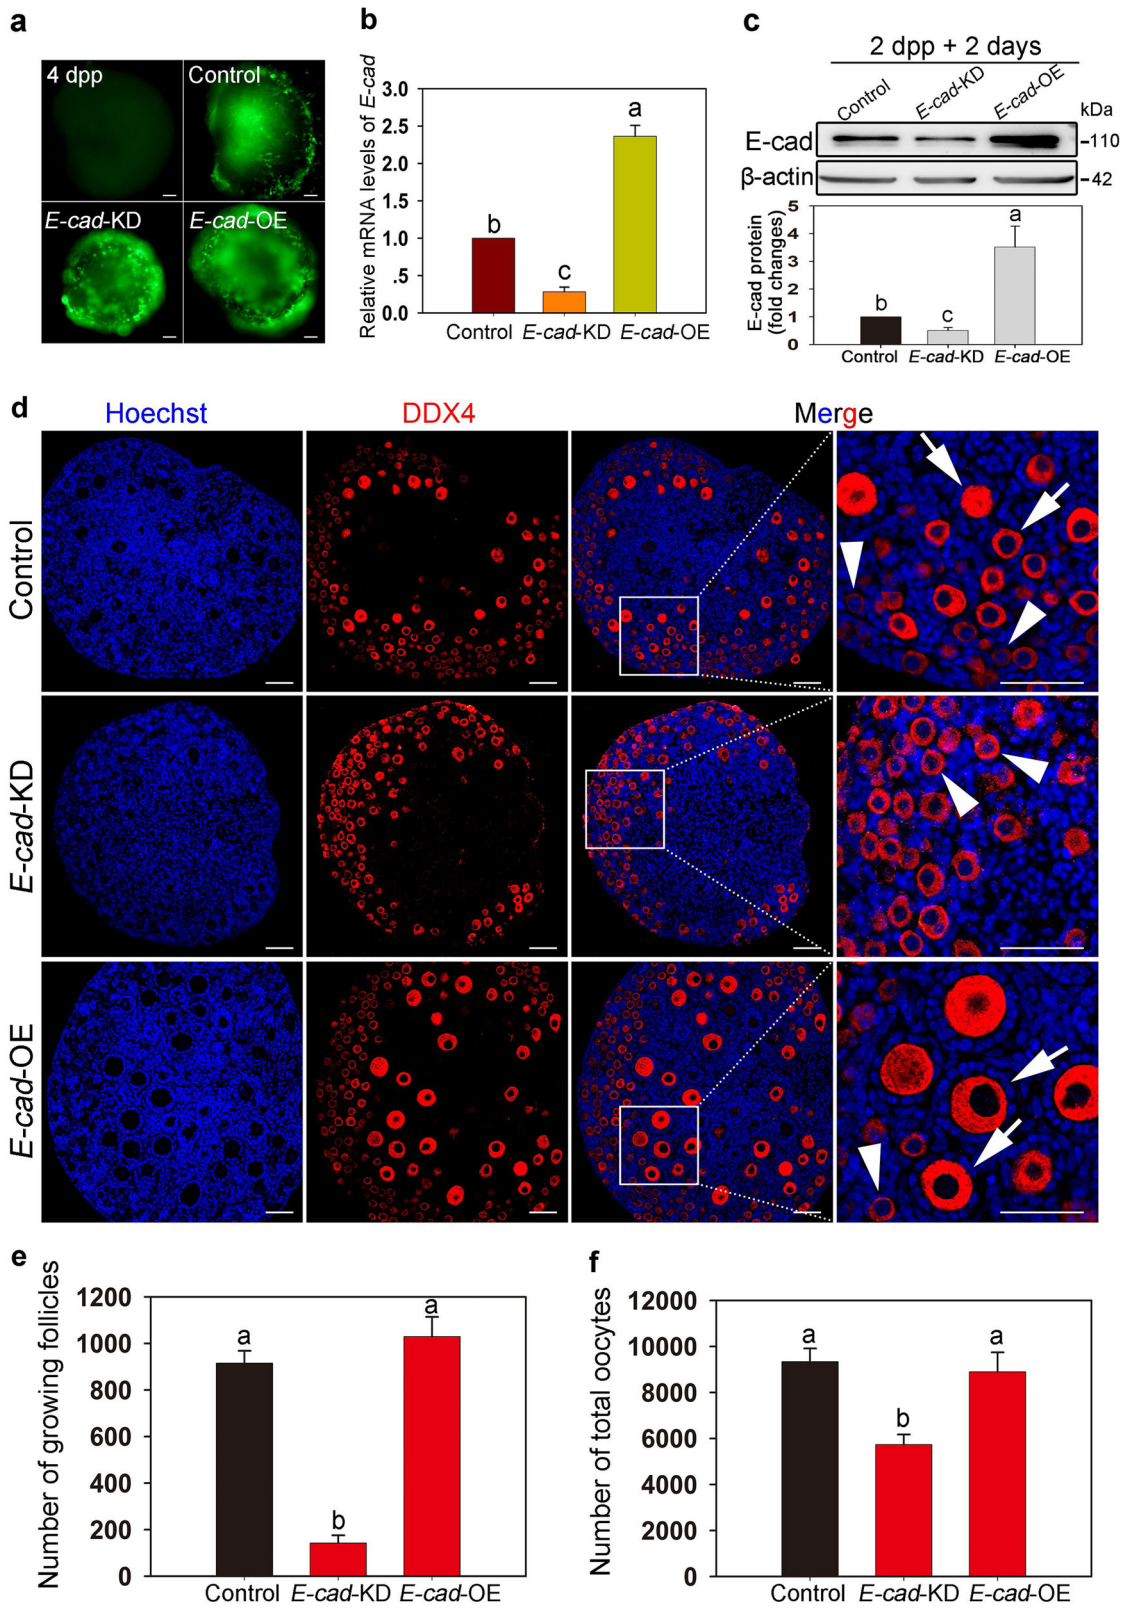 a
4 dpp
Control
E-cad-KD
E-cad-OE
b
Relative mRNA levels of E-cad
3.0
2.5
2.0
1.5
1.0
.5
0.0
b
c
a
Control
E-cad-KD
E-cad-OE
c
2 dpp + 2 days
Control
E-cad-KD
E-cad-OE
kDa
E-cad
-110
β-actin
-42
E-cad protein
(fold changes)
5
4
3
2
1
0
b
c
a
Control
E-cad-KD
E-cad-OE
d
Hoechst
DDX4
Merge
Control
E-cad-KD
E-cad-OE
e
Number of growing follicles
1200
1000
800
600
400
200
0
a
b
a
Control
E-cad-KD
E-cad-OE
f
Number of total oocytes
12000
10000
8000
6000
4000
2000
0
a
b
a
Control
E-cad-KD
E-cad-OE